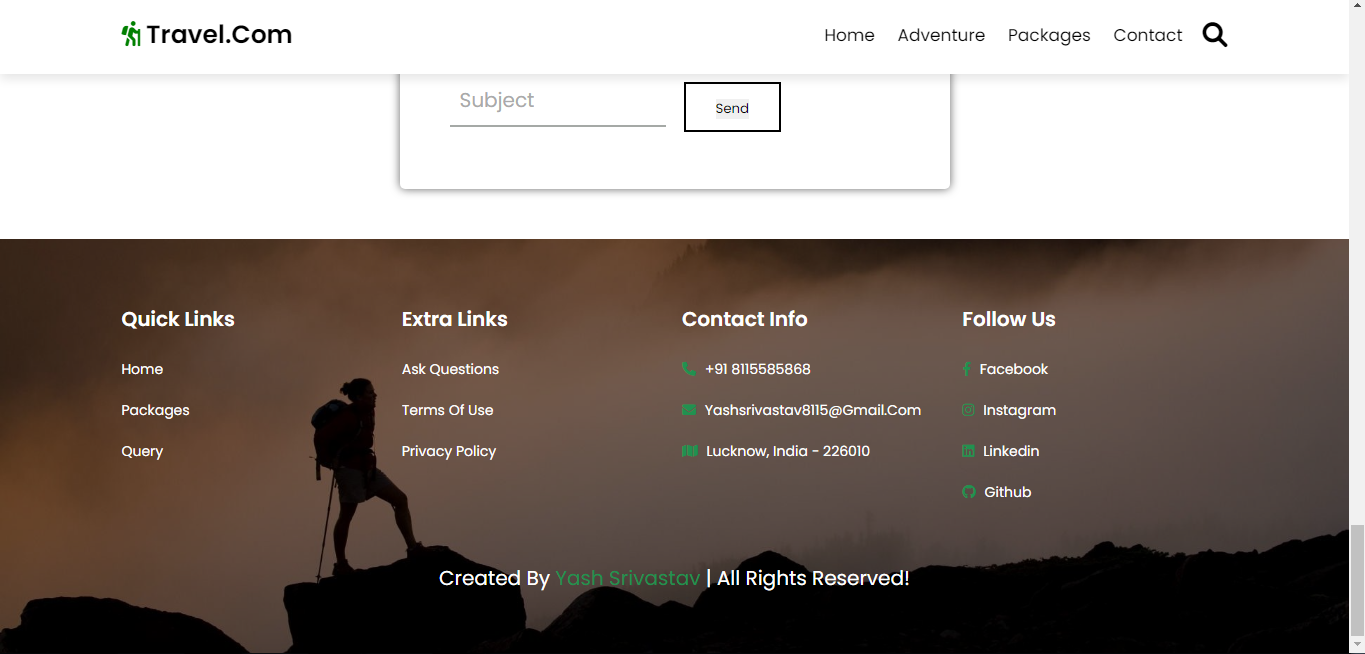 Travel.Com
Home Adventure Packages Contact
Subject
Send
Quick Links
Home
Packages
Query
Extra Links
Ask Questions
Terms Of Use
Privacy Policy
Contact Info
+91 8115585868
Yashsrivastav8115@Gmail.Com
Lucknow, India - 226010
Follow Us
Facebook
Instagram
Linkedin
Github
Created By Yash Srivastav | All Rights Reserved!